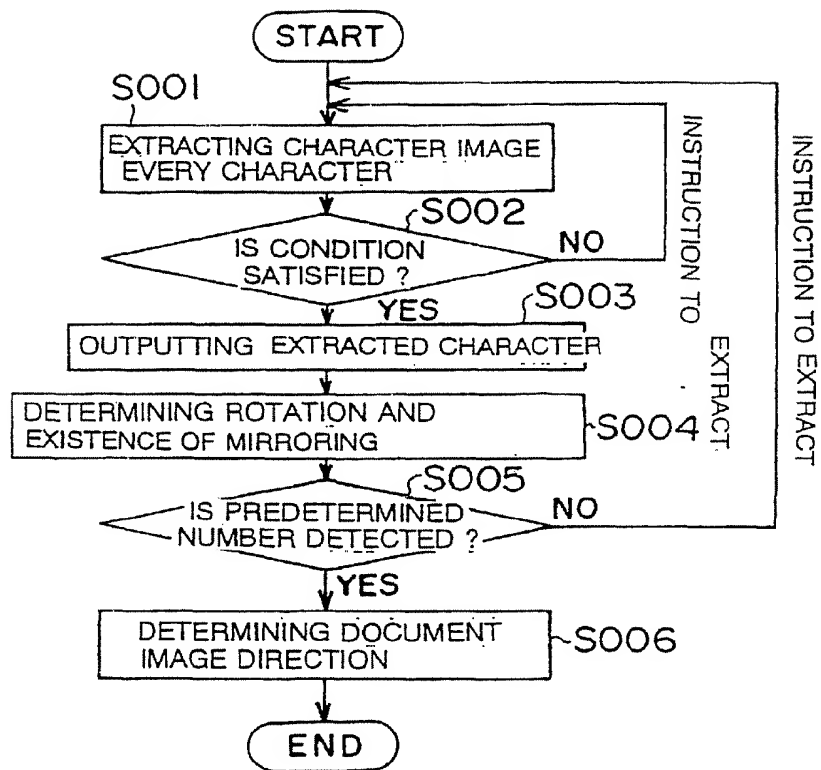 START
S001
EXTRACTING CHARACTER IMAGE
EVERY CHARACTER
S002
IS CONDITION
SATISFIED ?
NO
YES
INSTRUCTION TO
EXTRACT
INSTRUCTION TO EXTRACT
S003
OUTPUTTING EXTRACTED CHARACTER
DETERMINING ROTATION AND
EXISTENCE OF MIRRORING
S004
S005
IS PREDETERMINED
NUMBER DETECTED ?
NO
YES
DETERMINING DOCUMENT
IMAGE DIRECTION
S006
END